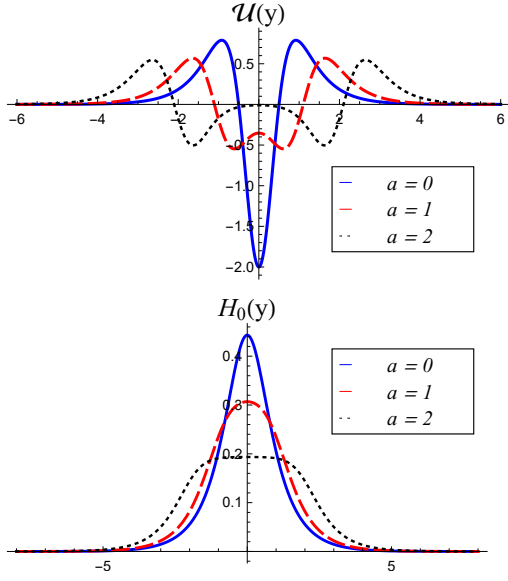 𝒰(y)
-6
-4
-2
2
4
6
-0.5
-1.0
-1.5
-2.0
0.5
a = 0
a = 1
a = 2
H₀(y)
0.4
0.3
0.2
0.1
-5
5
a = 0
a = 1
a = 2